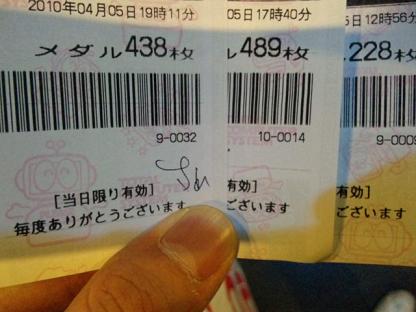 2010年04月05日19時11分
メダル438枚
9-0032
[当日限り有効]
毎度ありがとうございます
05日17時40分
ル489枚
10-0014
有効]
ございます
5日12時56分
228枚
9-0009
有効]
ございます